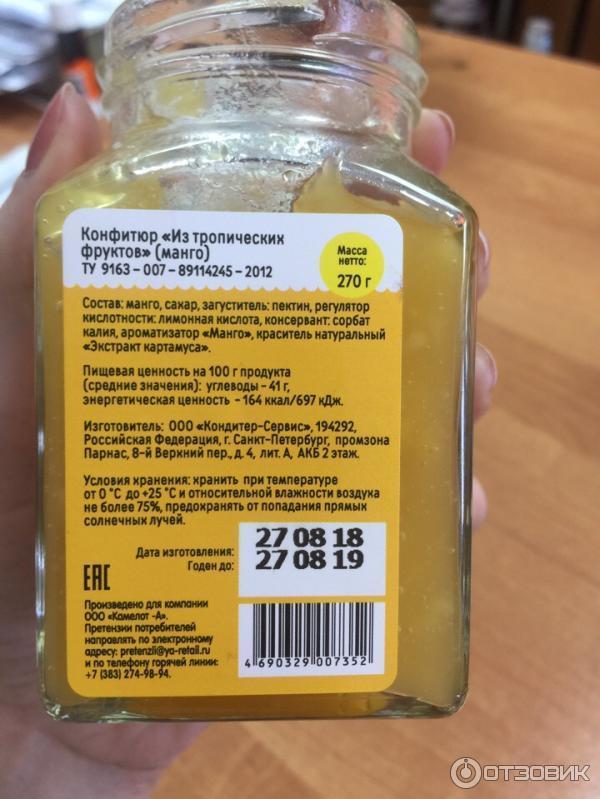 Конфитюр «Из тропических
фруктов» (манго)
ТУ 9163 – 007 – 89114245 – 2012
Масса
нетто:
270 г
Состав: манго, сахар, загуститель: пектин, регулятор
кислотности: лимонная кислота, консервант: сорбат
калия, ароматизатор «Манго», краситель натуральный
«Экстракт картамуса».
Пищевая ценность на 100 г продукта
(средние значения): углеводы – 41 г,
энергетическая ценность – 164 ккал/697 кДж.
Изготовитель: ООО «Кондитер-Сервис», 194292,
Российская Федерация, г. Санкт-Петербург, промзона
Парнас, 8-й Верхний пер., д. 4, лит. А, АКБ 2 этаж.
Условия хранения: хранить при температуре
от 0 °С до +25 °С и относительной влажности воздуха
не более 75%, предохранять от попадания прямых
солнечных лучей.
Дата изготовления: 27 08 18
Годен до: 27 08 19
ЕАС
Произведено для компании
ООО «Камелот -А».
Претензии потребителей
направлять по электронному
адресу: pretenzii@ya-retail.ru
и по телефону горячей линии:
+7 (383) 274-98-94.
4 690329 007352
ОТЗОВИК